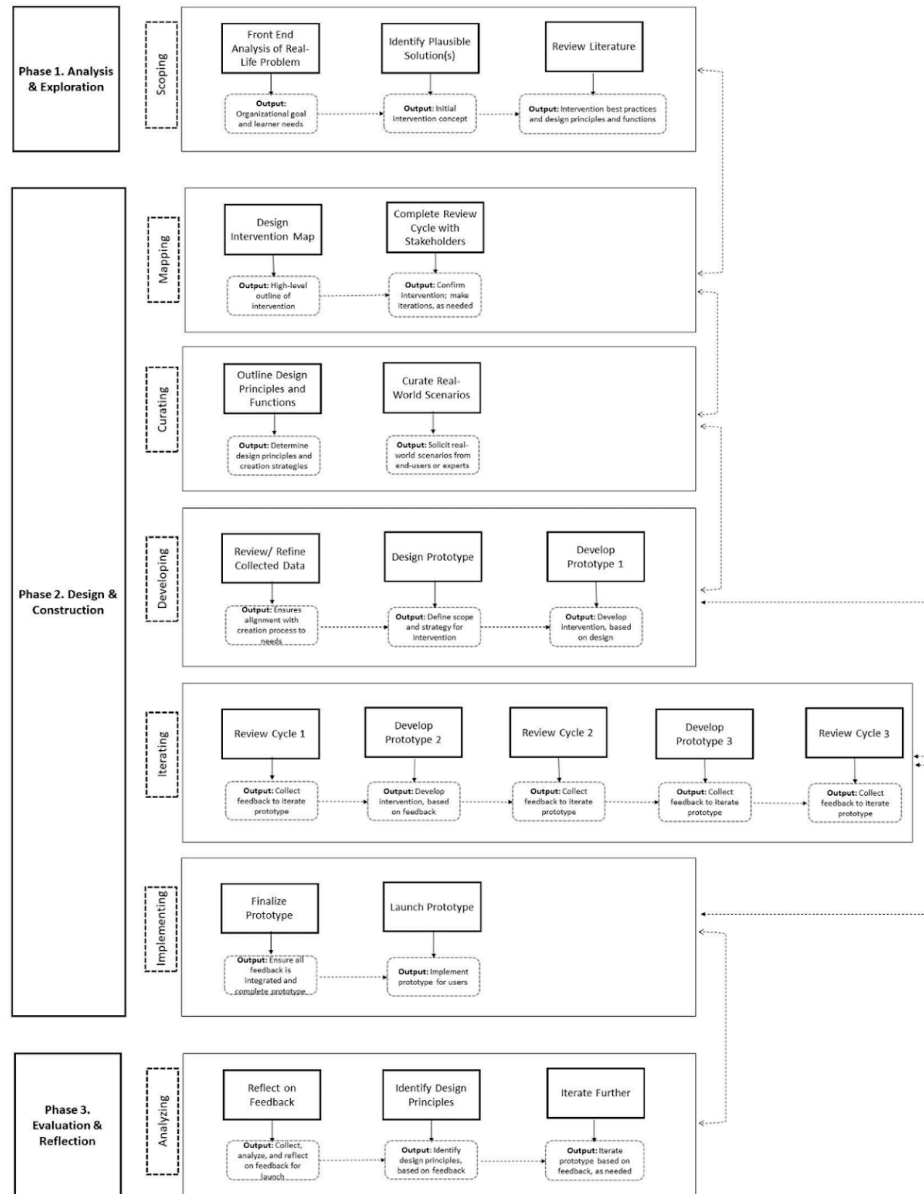 Phase 1. Analysis
& Exploration
Scoping
Front End
Analysis of Real-
Life Problem
Identify Plausible
Solution(s)
Review Literature
Output:
Organizational goal
and learner needs
Output: Initial
intervention concept
Output: Intervention best practices
and design principles and functions
Phase 2. Design &
Construction
Mapping
Design
Intervention Map
Complete Review
Cycle with
Stakeholders
Output: High-level
outline of
intervention
Output: Confirm
intervention; make
iterations, as needed
Curating
Outline Design
Principles and
Functions
Curate Real-
World Scenarios
Output: Determine
design principles and
creation strategies
Output: Solicit real-
world scenarios from
end-users or experts
Developing
Review/ Refine
Collected Data
Design Prototype
Develop
Prototype 1
Output: Ensures
alignment with
creation process to
needs
Output: Define scope
and strategy for
intervention
Output: Develop
intervention, based
on design
Iterating
Review Cycle 1
Develop
Prototype 2
Review Cycle 2
Develop
Prototype 3
Review Cycle 3
Output: Collect
feedback to iterate
prototype
Output: Develop
intervention, based
on feedback
Output: Collect
feedback to iterate
prototype
Output: Collect
feedback to iterate
prototype
Output: Collect
feedback to iterate
prototype
Implementing
Finalize
Prototype
Launch Prototype
Output: Ensure all
feedback is
integrated and
complete prototype
Output: Implement
prototype for users
Phase 3.
Evaluation &
Reflection
Analyzing
Reflect on
Feedback
Identify Design
Principles
Iterate Further
Output: Collect,
analyze, and reflect
on feedback for
launch
Output: Identify
design principles,
based on feedback
Output: Iterate
prototype based on
feedback, as needed